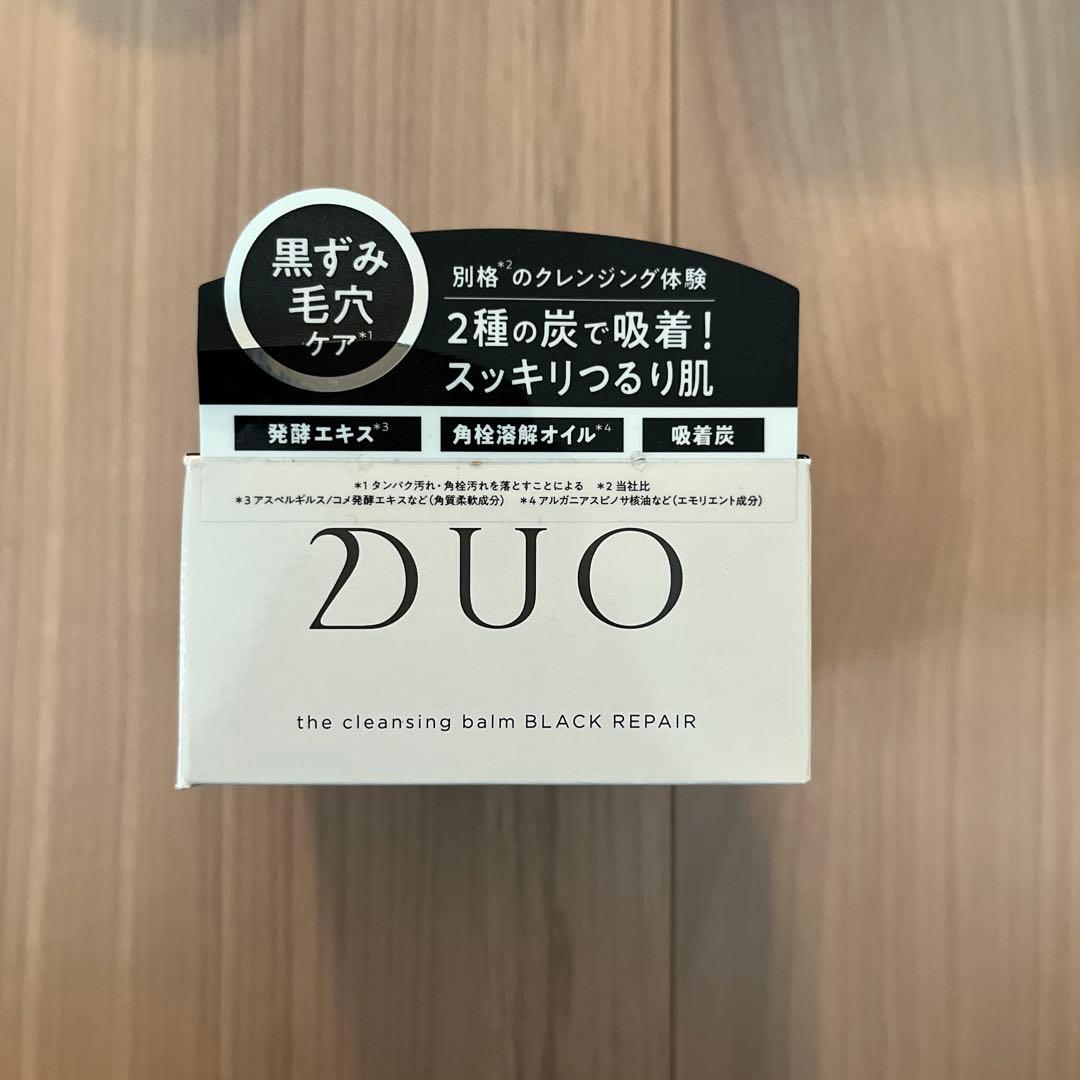 黒ずみ
毛穴
ケア*1
別格*2のクレンジング体験
2種の炭で吸着!
スッキリつるり肌
発酵エキス*3
角栓溶解オイル*4
吸着炭
*1 タンパク汚れ・角栓汚れを落とすことによる *2 当社比
*3 アスペルギルス/コメ発酵エキスなど(角質柔軟成分) *4 アルガニアスピノサ核油など(エモリエント成分)
DUO
the cleansing balm BLACK REPAIR